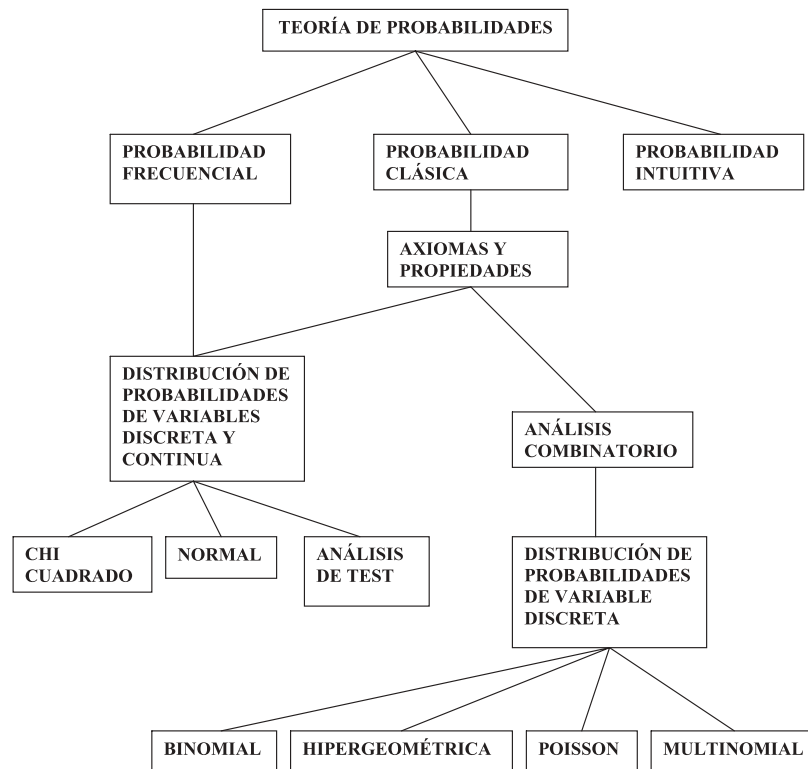 TEORÍA DE PROBABILIDADES
PROBABILIDAD
FRECUENCIAL
PROBABILIDAD
CLÁSICA
PROBABILIDAD
INTUITIVA
AXIOMAS Y
PROPIEDADES
DISTRIBUCIÓN DE
PROBABILIDADES
DE VARIABLES
DISCRETA Y
CONTINUA
ANÁLISIS
COMBINATORIO
CHI
CUADRADO
NORMAL
ANÁLISIS
DE TEST
DISTRIBUCIÓN DE
PROBABILIDADES
DE VARIABLE
DISCRETA
BINOMIAL
HIPERGEOMÉTRICA
POISSON
MULTINOMIAL